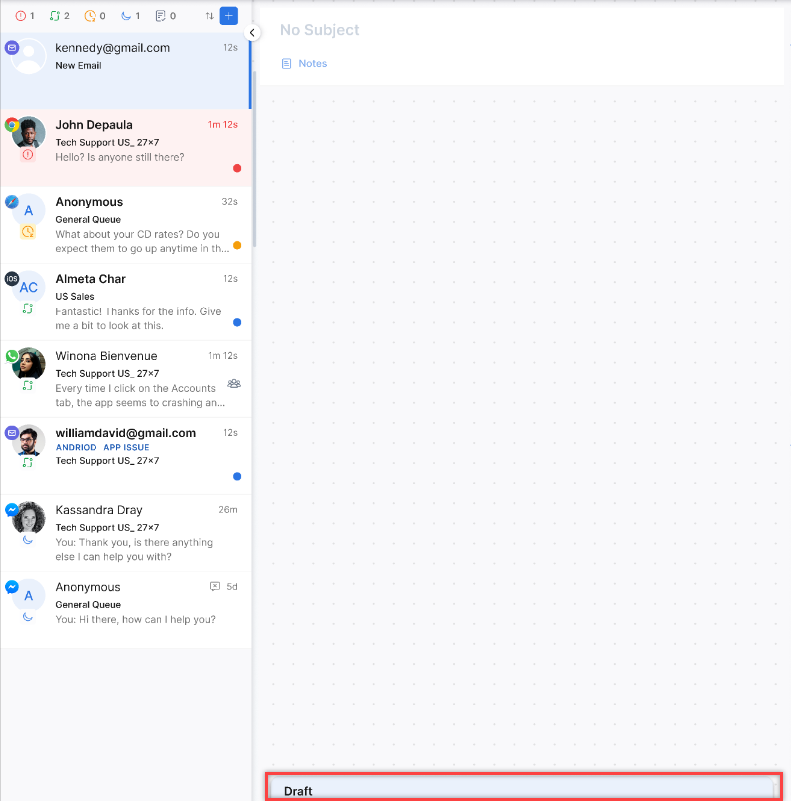 1 2 0 1 0
kennedy@gmail.com 12s
New Email
John Depaula 1m 12s
Tech Support US_ 27×7
Hello? Is anyone still there?
A Anonymous 32s
General Queue
What about your CD rates? Do you
expect them to go up anytime in th...
iOS AC Almeta Char 12s
US Sales
Fantastic! Thanks for the info. Give
me a bit to look at this.
Winona Bienvenue 1m 12s
Tech Support US_ 27×7
Every time I click on the Accounts
tab, the app seems to crashing an...
williamdavid@gmail.com 12s
ANDRIOD APP ISSUE
Tech Support US_ 27×7
Kassandra Dray 26m
Tech Support US_ 27×7
You: Thank you, is there anything
else I can help you with?
A Anonymous 5d
General Queue
You: Hi there, how can I help you?
No Subject
Notes
Draft